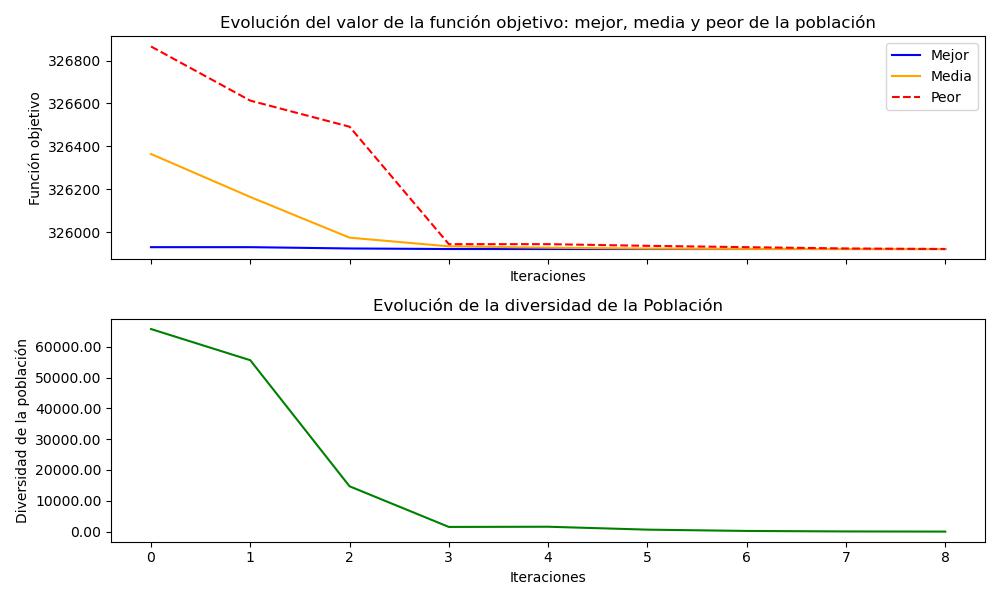 Evolución del valor de la función objetivo: mejor, media y peor de la población
Función objetivo
326800
326600
326400
326200
326000
Mejor
Media
Peor
Iteraciones
Evolución de la diversidad de la Población
Diversidad de la población
60000.00
50000.00
40000.00
30000.00
20000.00
10000.00
0.00
0 1 2 3 4 5 6 7 8
Iteraciones